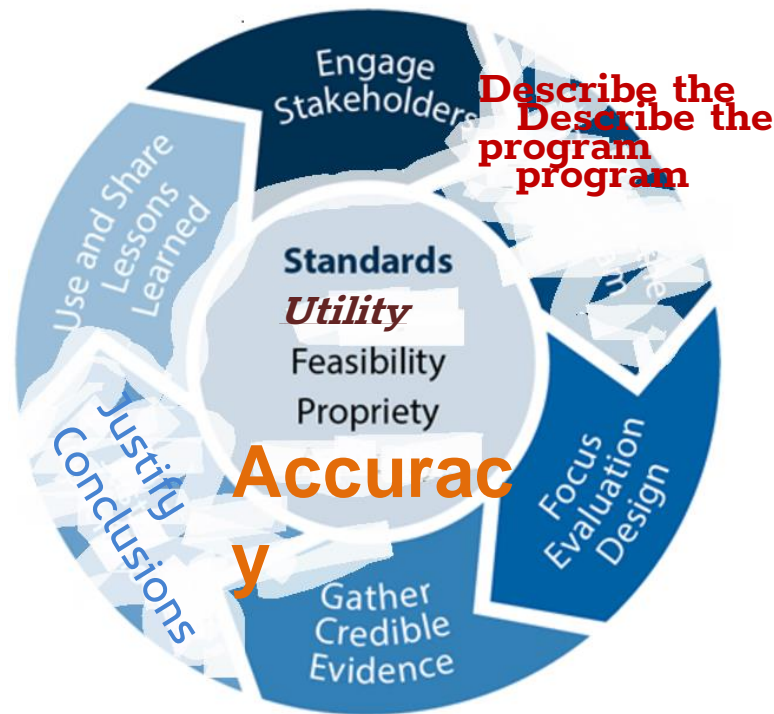 Engage
Stakeholders
Describe the
Describe the
program
program
Standards
Utility
Feasibility
Propriety
Accurac
y
Focus
Evaluation
Design
Gather
Credible
Evidence
Justify
Conclusions
Use and Share
Lessons
Learned